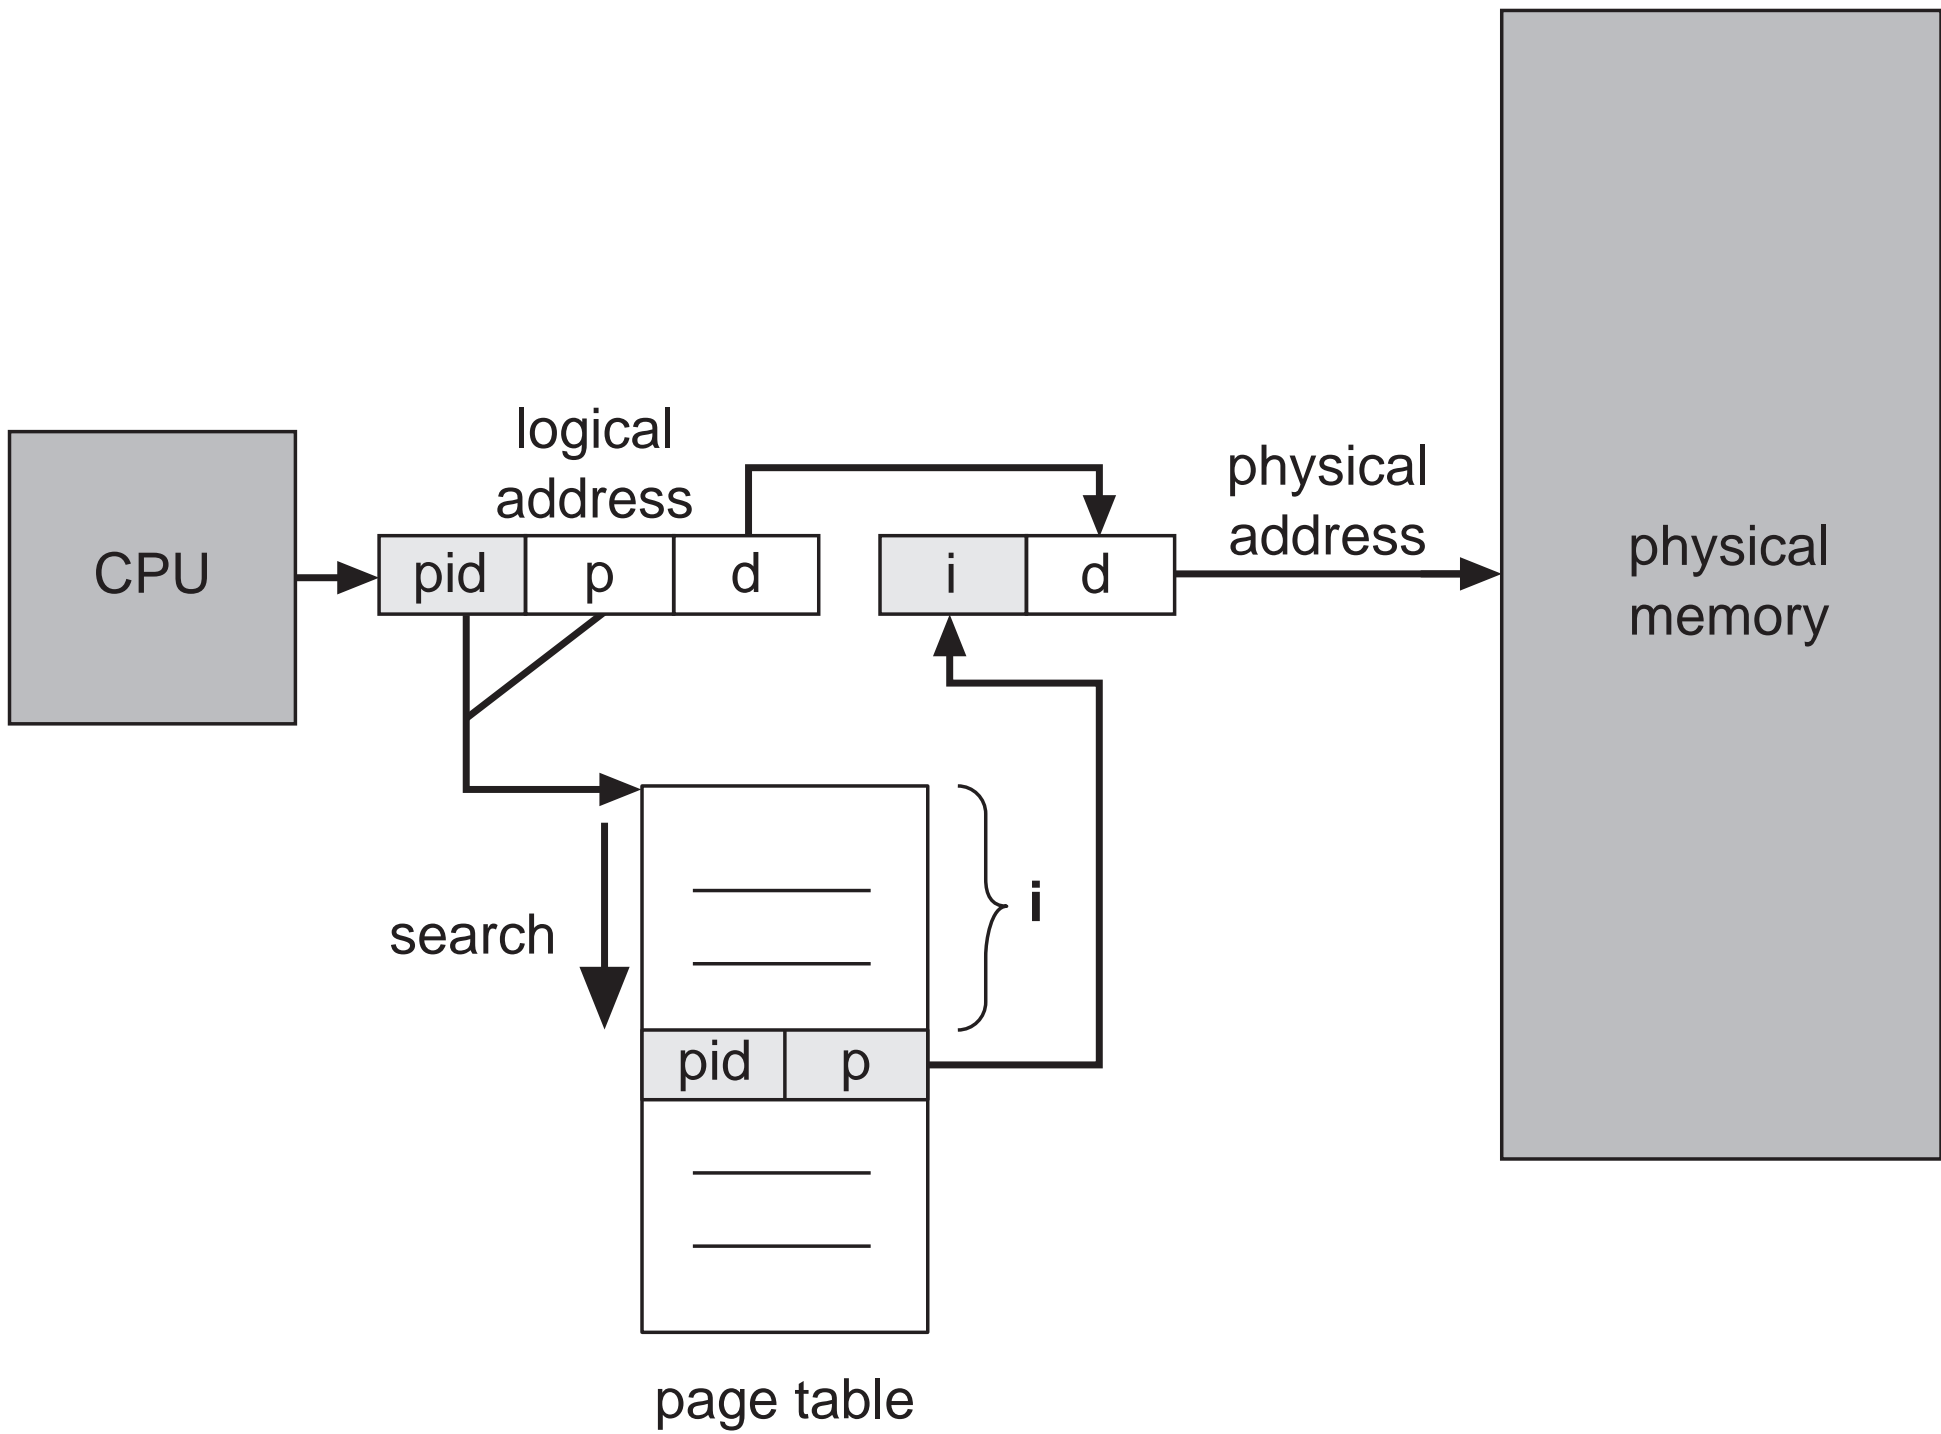 logical
address
physical
address
CPU
pid
p
d
i
d
physical
memory
search
i
pid
p
page table